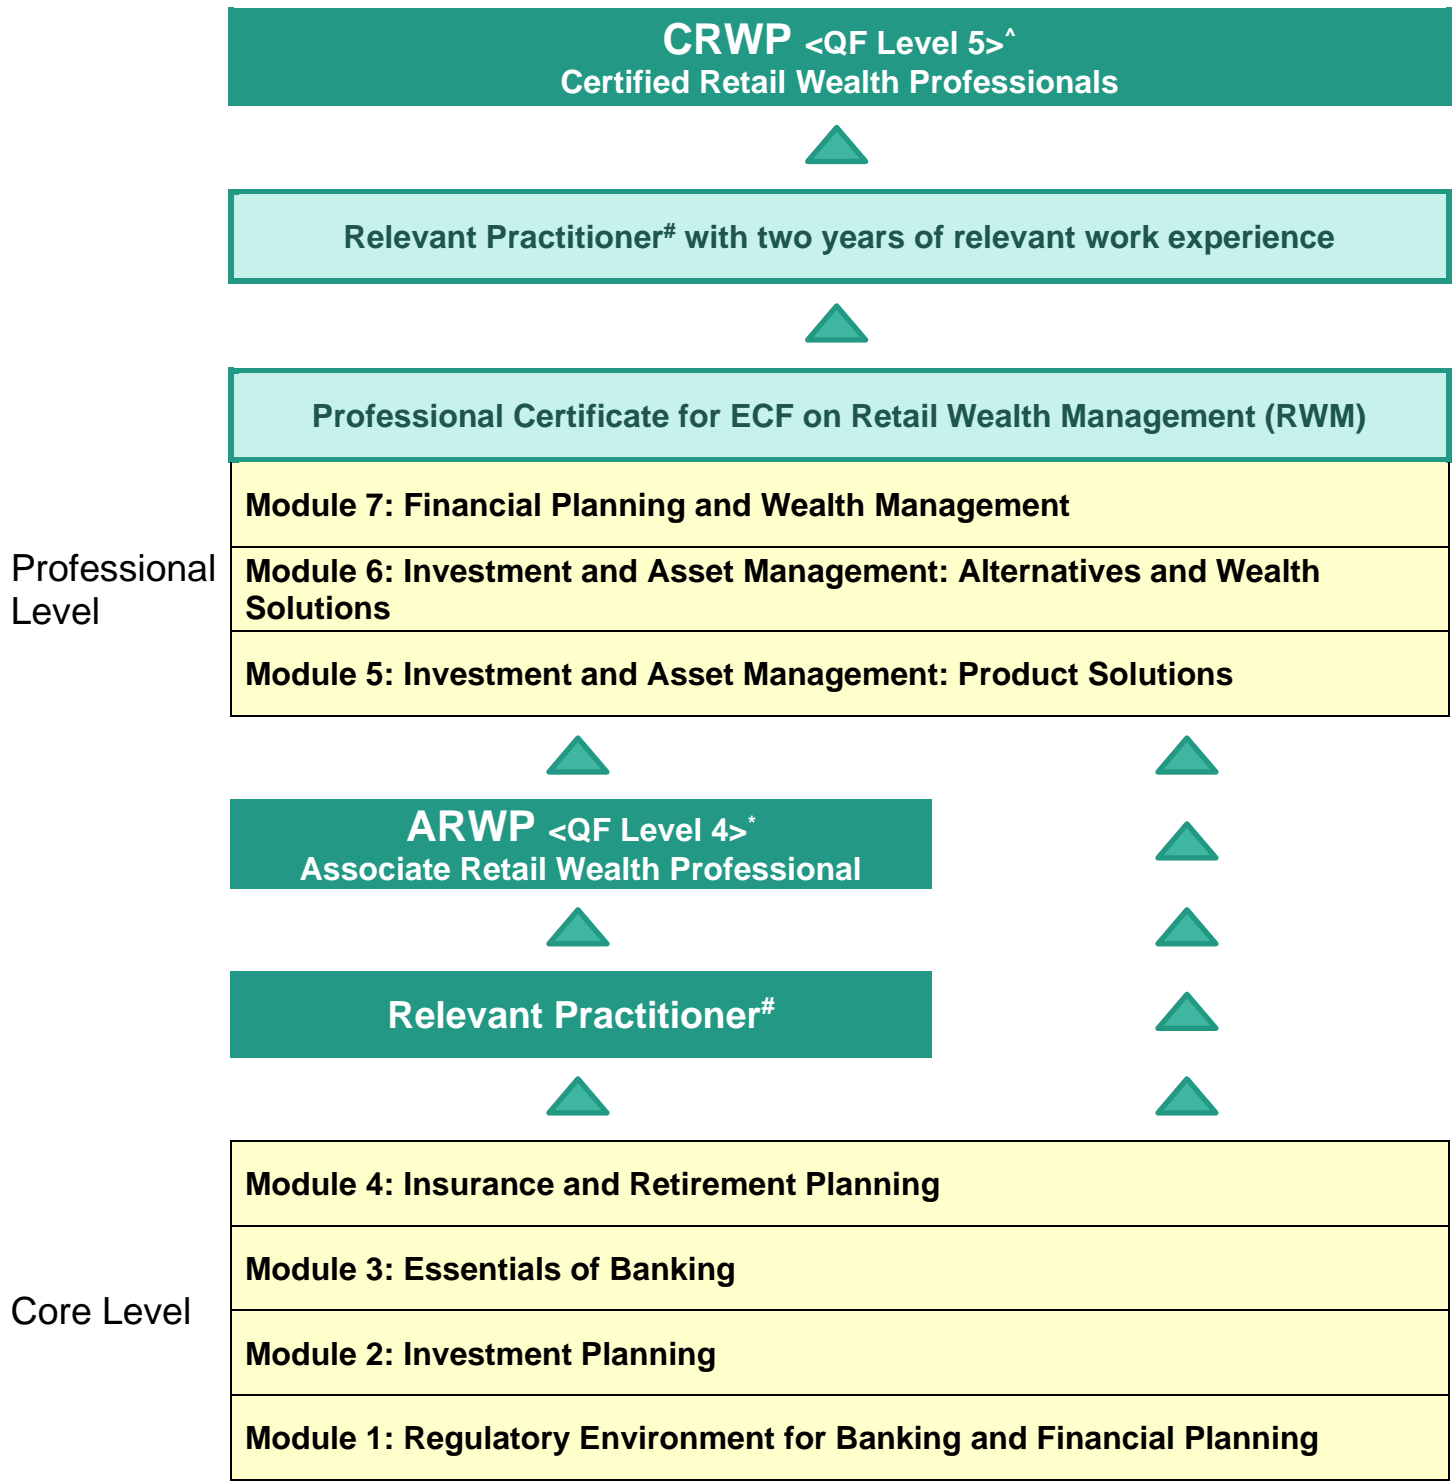 CRWP <QF Level 5>^
Certified Retail Wealth Professionals
Relevant Practitioner# with two years of relevant work experience
Professional Certificate for ECF on Retail Wealth Management (RWM)
Module 7: Financial Planning and Wealth Management
Professional
Level
Module 6: Investment and Asset Management: Alternatives and Wealth
Solutions
Module 5: Investment and Asset Management: Product Solutions
ARWP <QF Level 4>*
Associate Retail Wealth Professional
Relevant Practitioner#
Module 4: Insurance and Retirement Planning
Module 3: Essentials of Banking
Core Level
Module 2: Investment Planning
Module 1: Regulatory Environment for Banking and Financial Planning